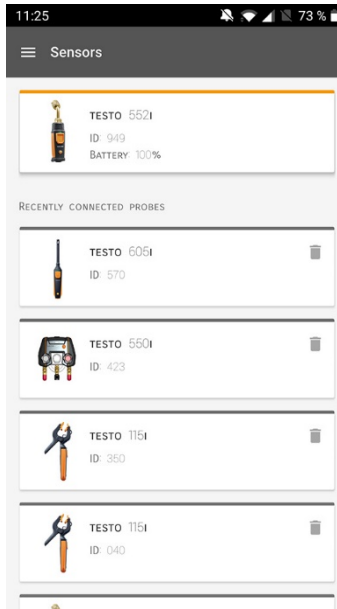 11:25 73 %
Sensors
TESTO 552I
ID: 949
BATTERY: 100%
RECENTLY CONNECTED PROBES
TESTO 605I
ID: 570
TESTO 550I
ID: 423
TESTO 115I
ID: 350
TESTO 115I
ID: 040